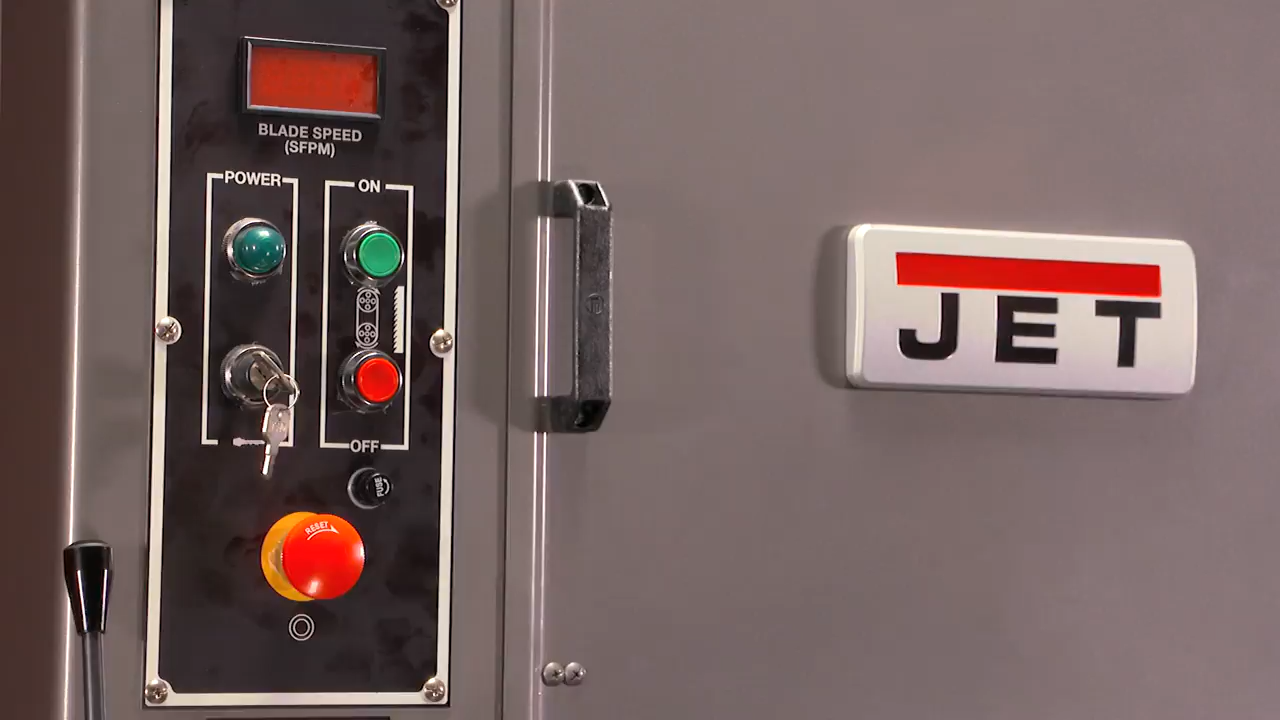 BLADE SPEED
(SFPM)
POWER
ON
OFF
FUSE
RESET
JET